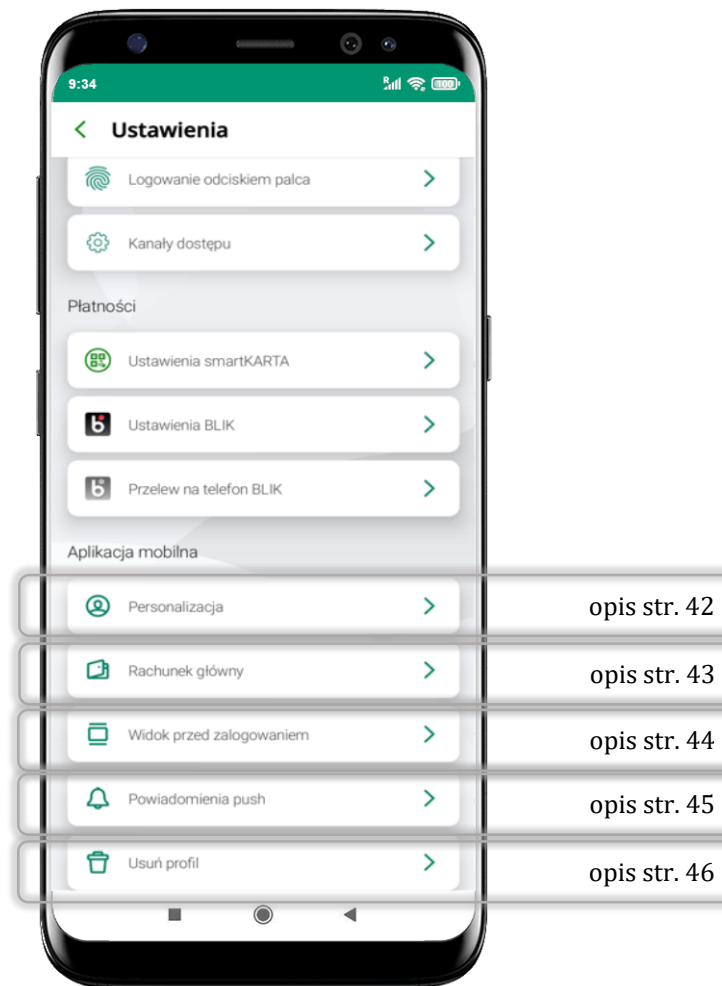 9:34
R 100
Ustawienia
Logowanie odciskiem palca
Kanały dostępu
Płatności
Ustawienia smartKARTA
Ustawienia BLIK
Przelew na telefon BLIK
Aplikacja mobilna
Personalizacja opis str. 42
Rachunek główny opis str. 43
Widok przed zalogowaniem opis str. 44
Powiadomienia push opis str. 45
Usuń profil opis str. 46